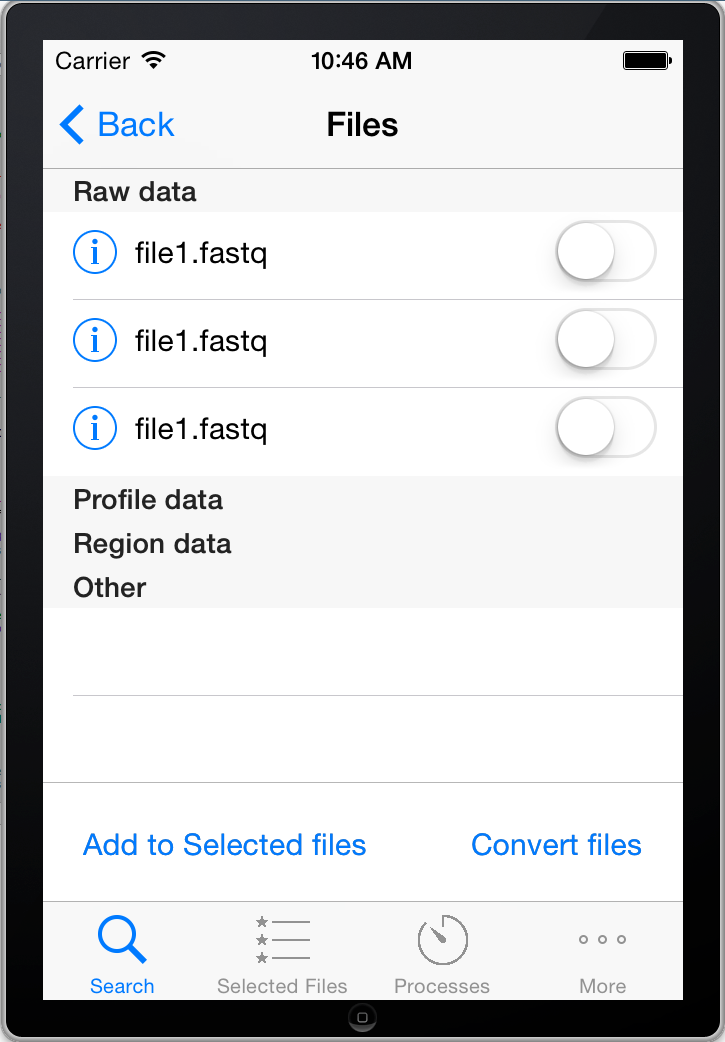 Carrier 10:46 AM
Back Files
Raw data
file1.fastq
file1.fastq
file1.fastq
Profile data
Region data
Other
Add to Selected files Convert files
Search Selected Files Processes More